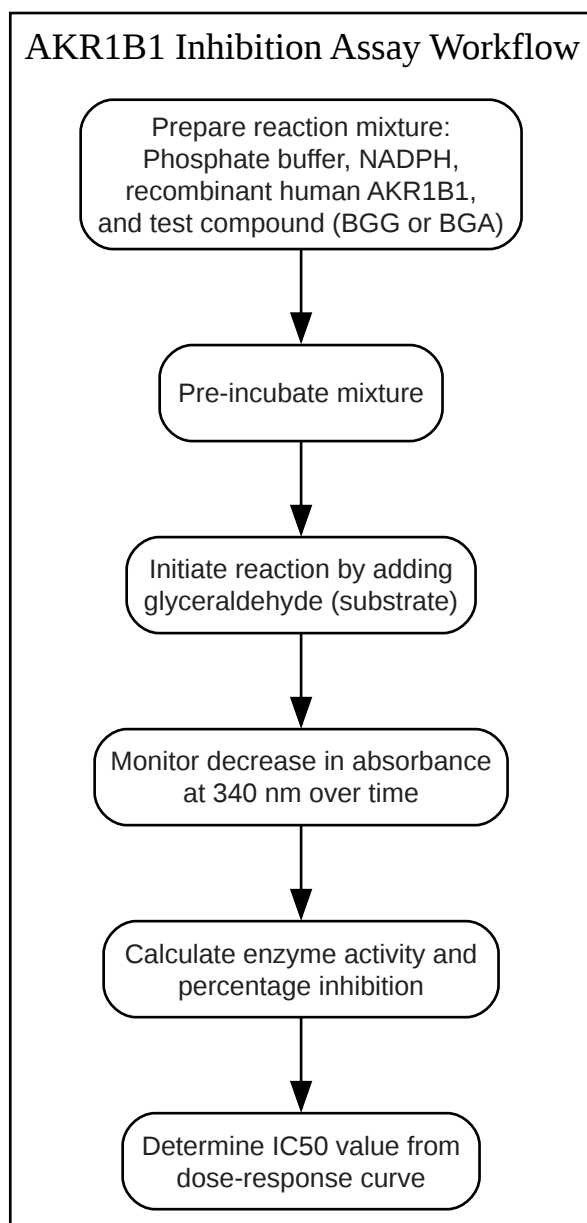 AKR1B1 Inhibition Assay Workflow
Prepare reaction mixture:
Phosphate buffer, NADPH,
recombinant human AKR1B1,
and test compound (BGG or BGA)
Pre-incubate mixture
Initiate reaction by adding
glyceraldehyde (substrate)
Monitor decrease in absorbance
at 340 nm over time
Calculate enzyme activity and
percentage inhibition
Determine IC50 value from
dose-response curve